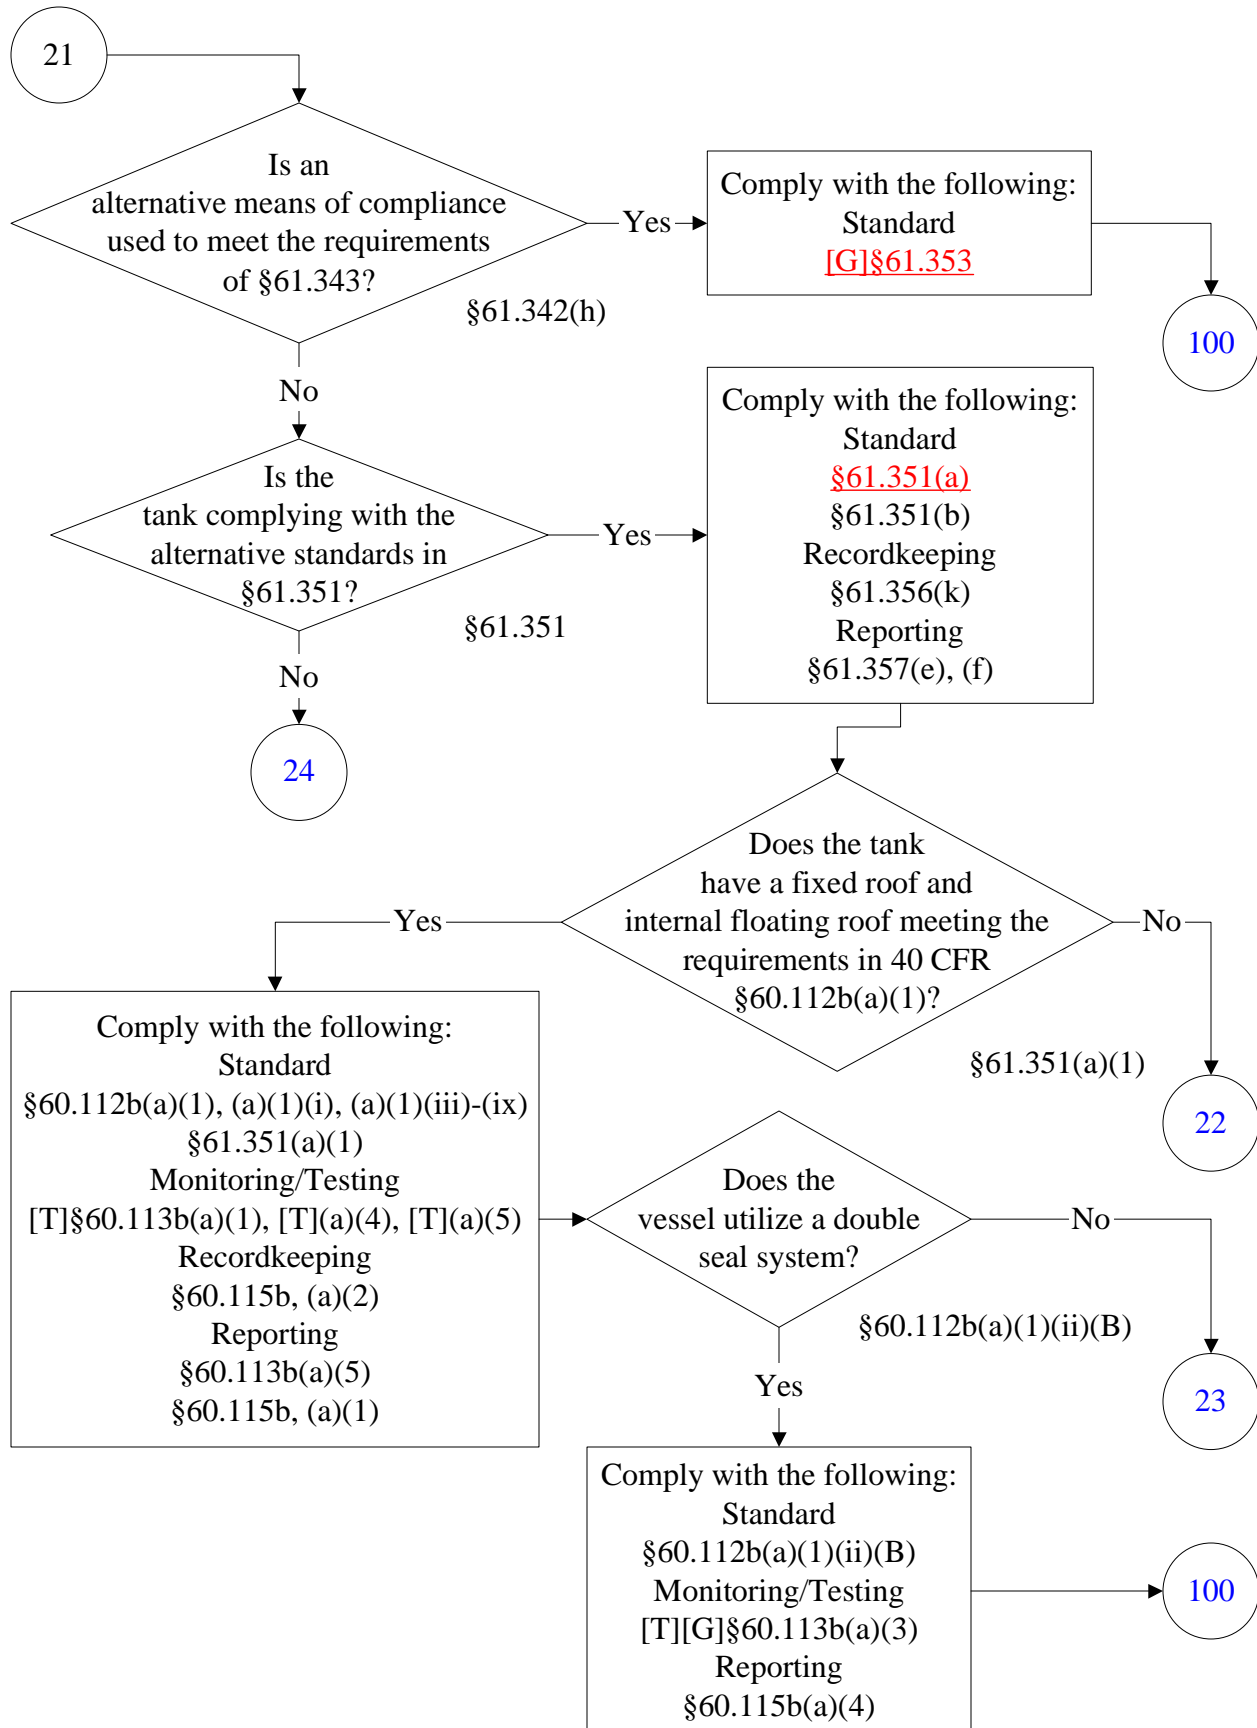 21
Is an
alternative means of compliance
used to meet the requirements
of §61.343?
§61.342(h)
Yes
Comply with the following:
Standard
[G]§61.353
100
No
Is the
tank complying with the
alternative standards in
§61.351?
§61.351
Yes
Comply with the following:
Standard
§61.351(a)
§61.351(b)
Recordkeeping
§61.356(k)
Reporting
§61.357(e), (f)
No
24
Does the tank
have a fixed roof and
internal floating roof meeting the
requirements in 40 CFR
§60.112b(a)(1)?
§61.351(a)(1)
No
22
Yes
Comply with the following:
Standard
§60.112b(a)(1), (a)(1)(i), (a)(1)(iii)-(ix)
§61.351(a)(1)
Monitoring/Testing
[T]§60.113b(a)(1), [T](a)(4), [T](a)(5)
Recordkeeping
§60.115b, (a)(2)
Reporting
§60.113b(a)(5)
§60.115b, (a)(1)
Does the
vessel utilize a double
seal system?
§60.112b(a)(1)(ii)(B)
No
23
Yes
Comply with the following:
Standard
§60.112b(a)(1)(ii)(B)
Monitoring/Testing
[T][G]§60.113b(a)(3)
Reporting
§60.115b(a)(4)
100